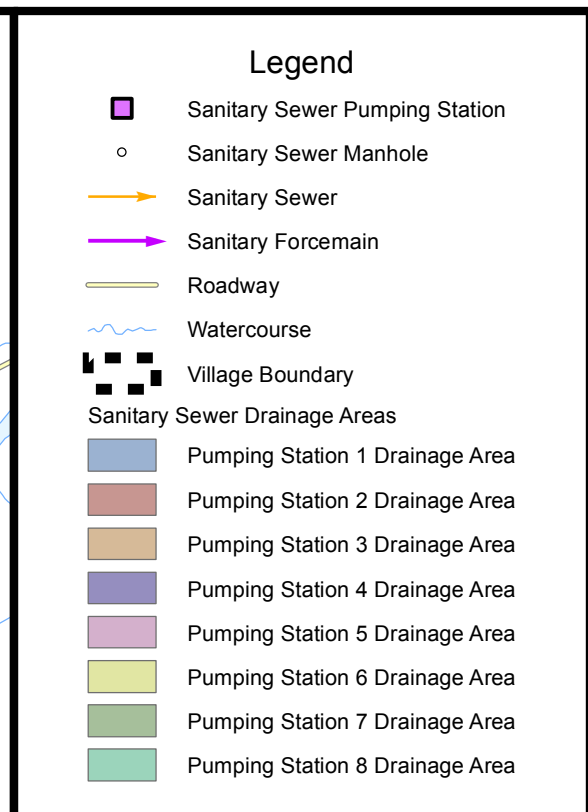 Legend
Sanitary Sewer Pumping Station
Sanitary Sewer Manhole
Sanitary Sewer
Sanitary Forcemain
Roadway
Watercourse
Village Boundary
Sanitary Sewer Drainage Areas
Pumping Station 1 Drainage Area
Pumping Station 2 Drainage Area
Pumping Station 3 Drainage Area
Pumping Station 4 Drainage Area
Pumping Station 5 Drainage Area
Pumping Station 6 Drainage Area
Pumping Station 7 Drainage Area
Pumping Station 8 Drainage Area